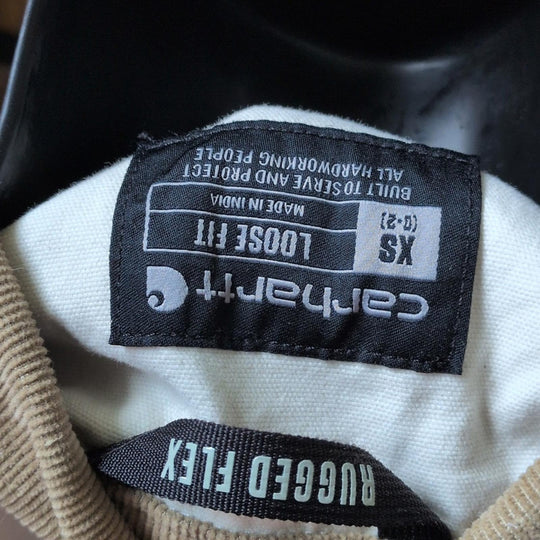 carhartt
XS
(0-2)
LOOSE FIT
MADE IN INDIA
BUILT TO SERVE AND PROTECT
ALL HARDWORKING PEOPLE
RUGGED FLEX